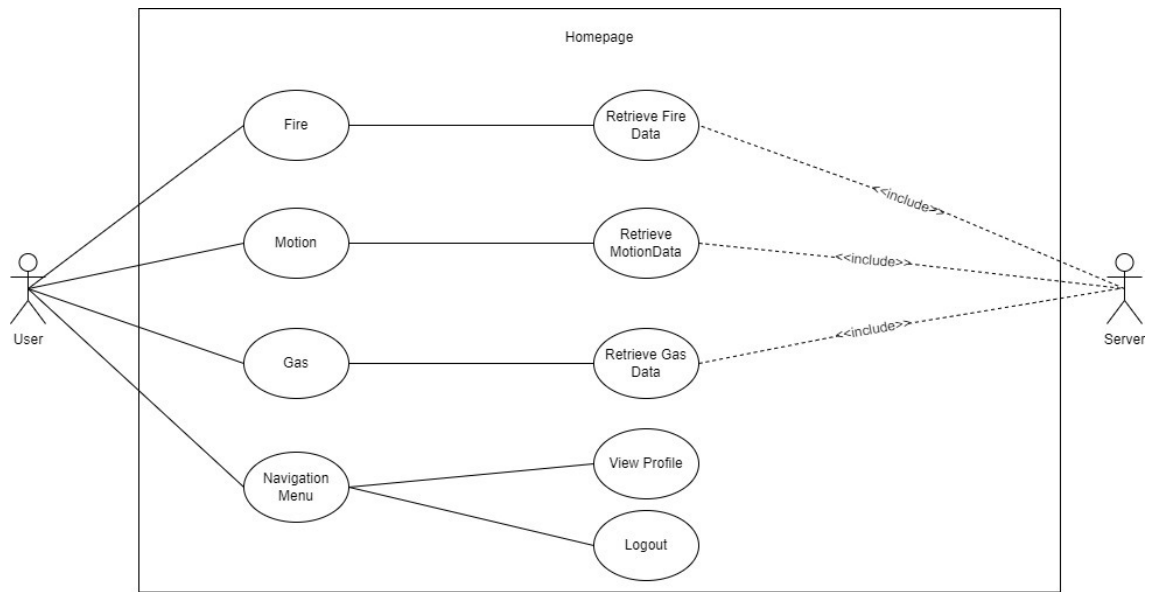 Homepage
Fire
Retrieve Fire
Data
<<include>>
Motion
Retrieve
MotionData
<<include>>
User
Server
Gas
Retrieve Gas
Data
<<include>>
Navigation
Menu
View Profile
Logout